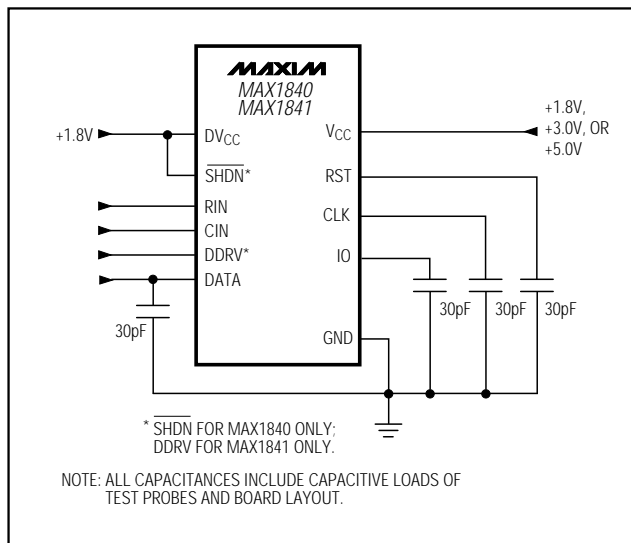 MAXIM
MAX1840
MAX1841
+1.8V
DVCC
SHDN*
RIN
CIN
DDRV*
DATA
30pF
VCC
RST
CLK
IO
GND
+1.8V,
+3.0V, OR
+5.0V
30pF
30pF
30pF
* SHDN FOR MAX1840 ONLY;
DDRV FOR MAX1841 ONLY.
NOTE: ALL CAPACITANCES INCLUDE CAPACITIVE LOADS OF
TEST PROBES AND BOARD LAYOUT.